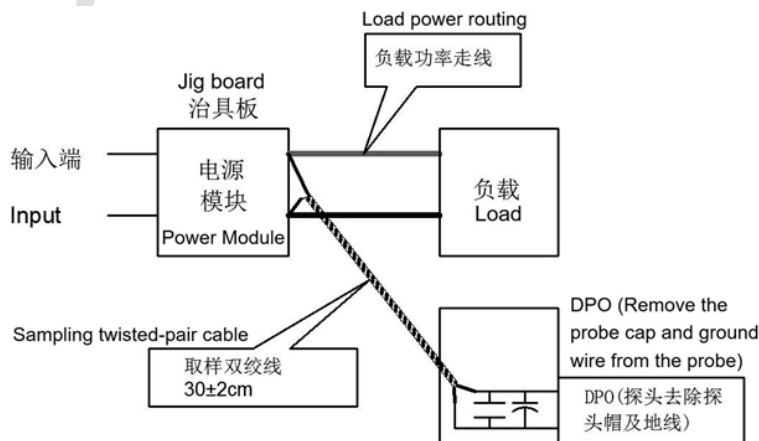 Load power routing
负载功率走线
Jig board
治具板
输入端
电源
模块
Power Module
Input
负载
Load
Sampling twisted-pair cable
取样双绞线
30±2cm
DPO (Remove the
probe cap and ground
wire from the probe)
DPO(探头去除探
头帽及地线)